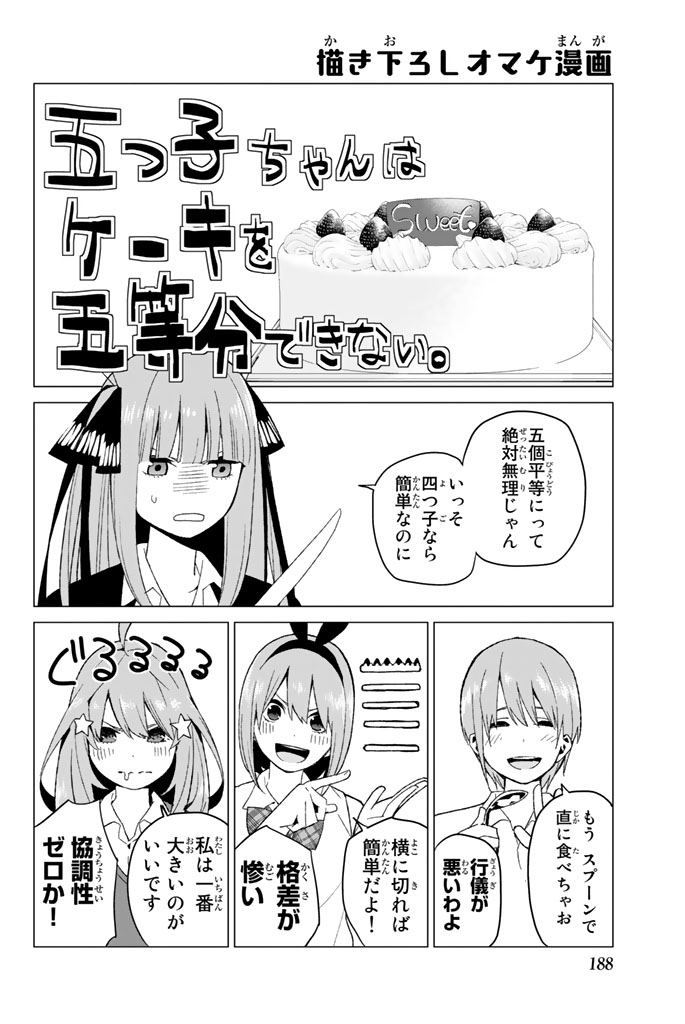 描き下ろしオマケ漫画
五つ子ちゃんは
ケーキを
五等分できない。
Sweet
五個平等にって
絶対無理じゃん
いっそ
四つ子なら
簡単なのに
もう スプーンで
直に食べちゃお
行儀が
悪いわよ
横に切れば
簡単だよ！
格差が
惨い
ぐるるるる
私は一番
大きいのが
いいです
協調性
ゼロか！
188